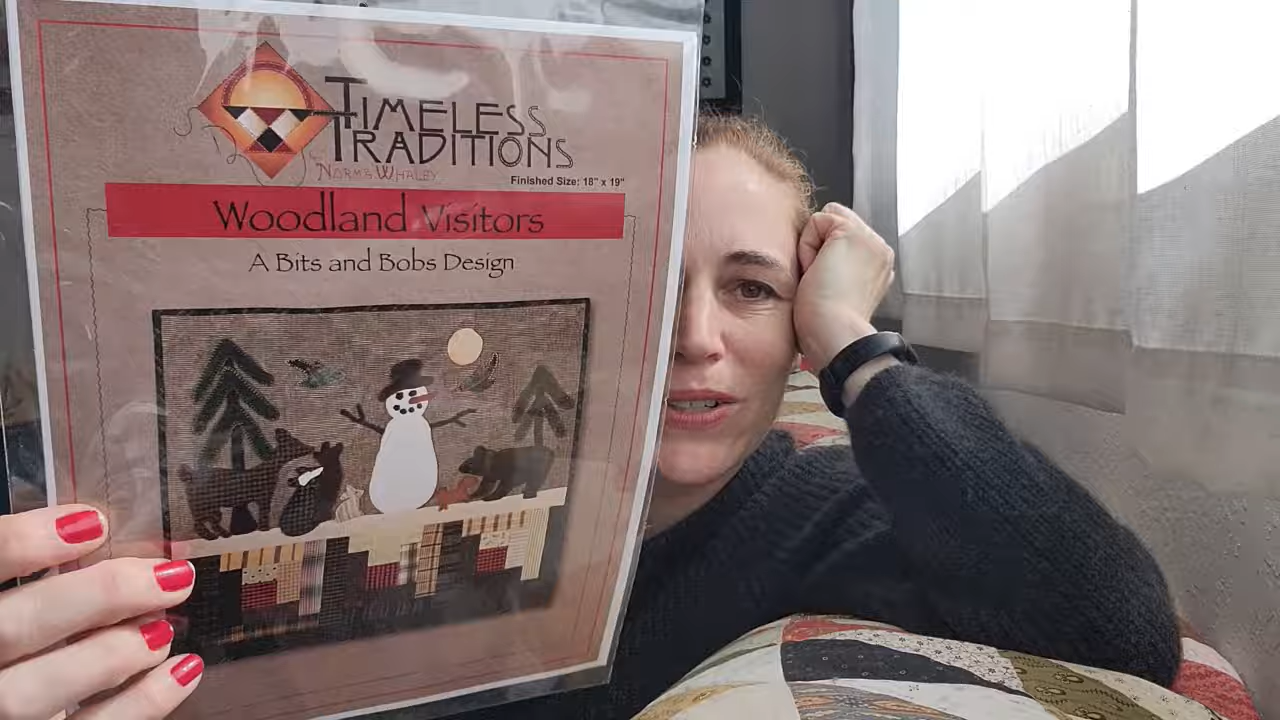 TIMELESS
TRADITIONS
NORMA WHALEY
Finished Size: 18" x 19"
Woodland Visitors
A Bits and Bobs Design